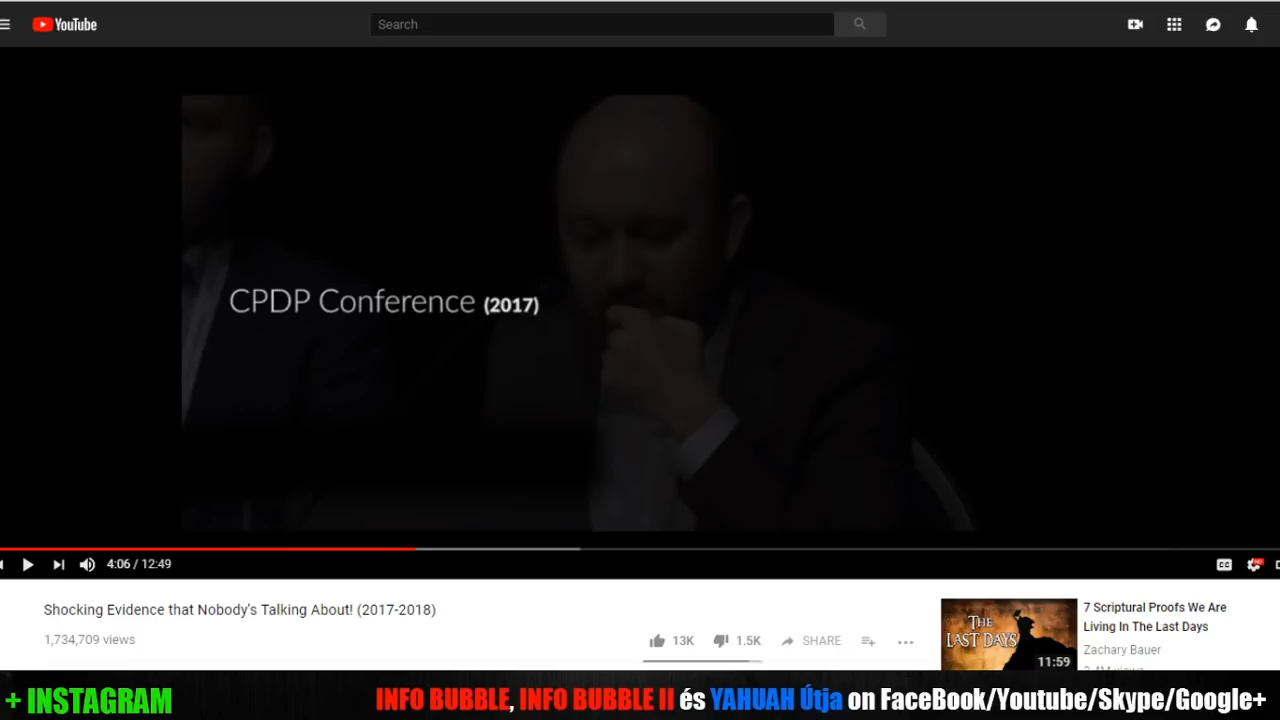 YouTube
Search
CPDP Conference (2017)
4:06 / 12:49
CC
HD
Shocking Evidence that Nobody's Talking About! (2017-2018)
1,734,709 views
13K
1.5K
SHARE
THE
LAST DAYS
11:59
7 Scriptural Proofs We Are
Living In The Last Days
Zachary Bauer
+ INSTAGRAM
INFO BUBBLE, INFO BUBBLE II és YAHUAH Útja on FaceBook/Youtube/Skype/Google+